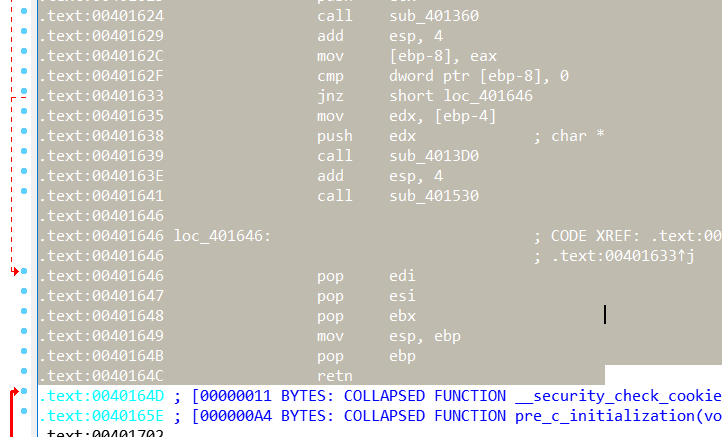 .text:00401624 call sub_401360
.text:00401629 add esp, 4
.text:0040162C mov [ebp-8], eax
.text:0040162F cmp dword ptr [ebp-8], 0
.text:00401633 jnz short loc_401646
.text:00401635 mov edx, [ebp-4]
.text:00401638 push edx ; char *
.text:00401639 call sub_4013D0
.text:0040163E add esp, 4
.text:00401641 call sub_401530
.text:00401646
.text:00401646 loc_401646: ; CODE XREF: .text:00
.text:00401646 ; .text:00401633↑j
.text:00401646 pop edi
.text:00401647 pop esi
.text:00401648 pop ebx
.text:00401649 mov esp, ebp
.text:0040164B pop ebp
.text:0040164C retn
.text:0040164D ; [00000011 BYTES: COLLAPSED FUNCTION __security_check_cookie
.text:0040165E ; [000000A4 BYTES: COLLAPSED FUNCTION pre_c_initialization(vo
.text:00401702